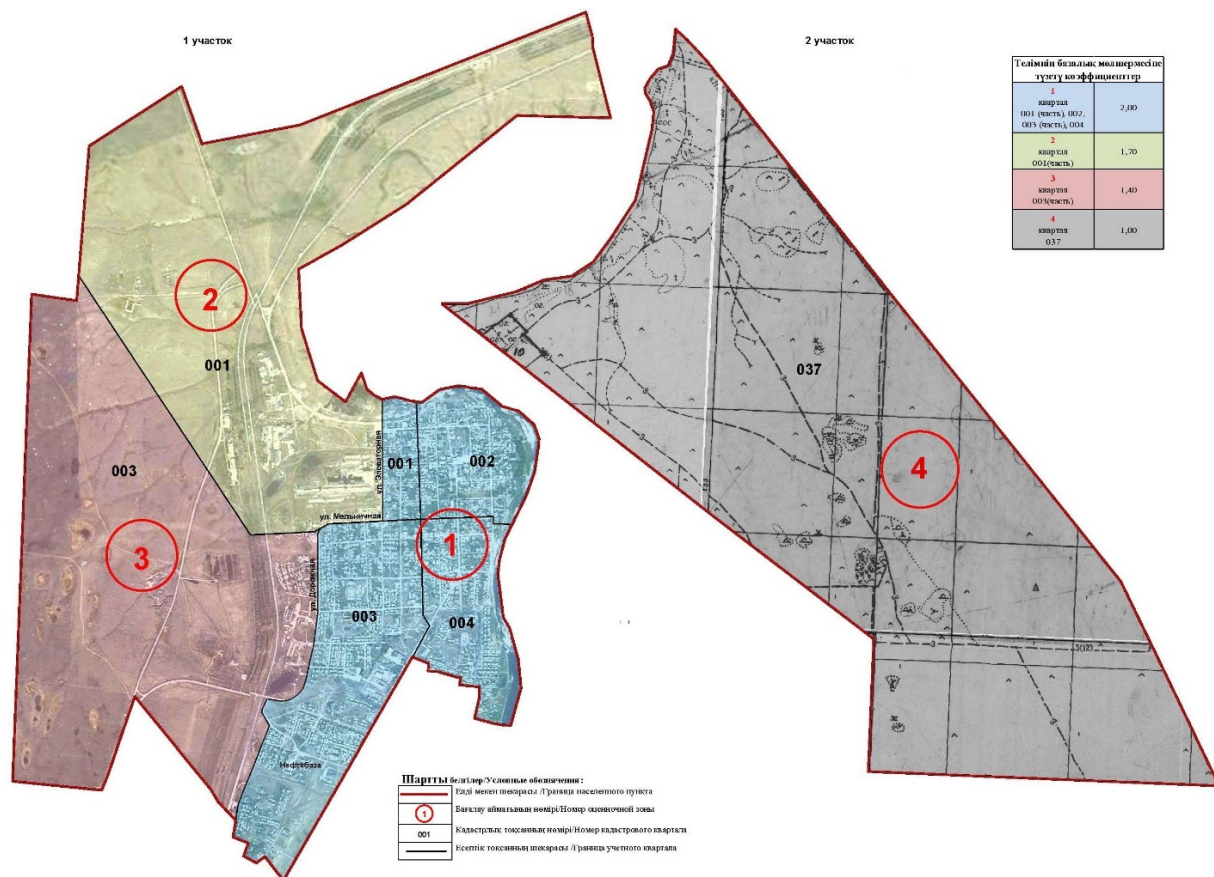 1 участок
2 участок
Телімнің базалық мөлшермесіне
түзету коэффициенттер
1
квартал
001 (часть), 002,
003 (часть), 004
2,00
2
квартал
001(часть)
1,70
3
квартал
003(часть)
1,40
4
квартал
037
1,00
2
001
037
003
ул. Элеваторная
001
002
4
ул. Мельничная
3
1
ул. Дорожная
003
004
3(12)
Нефтебаза
Шартты белгілер/Условные обозначения:
Елді мекен шекарасы /Граница населенного пункта
1
Бағалау аймағының нөмірі/Номер оценочной зоны
001
Кадастрлық тоқсанның нөмірі/Номер кадастрового квартала
Есептік тоқсанның шекарасы /Граница учетного квартала